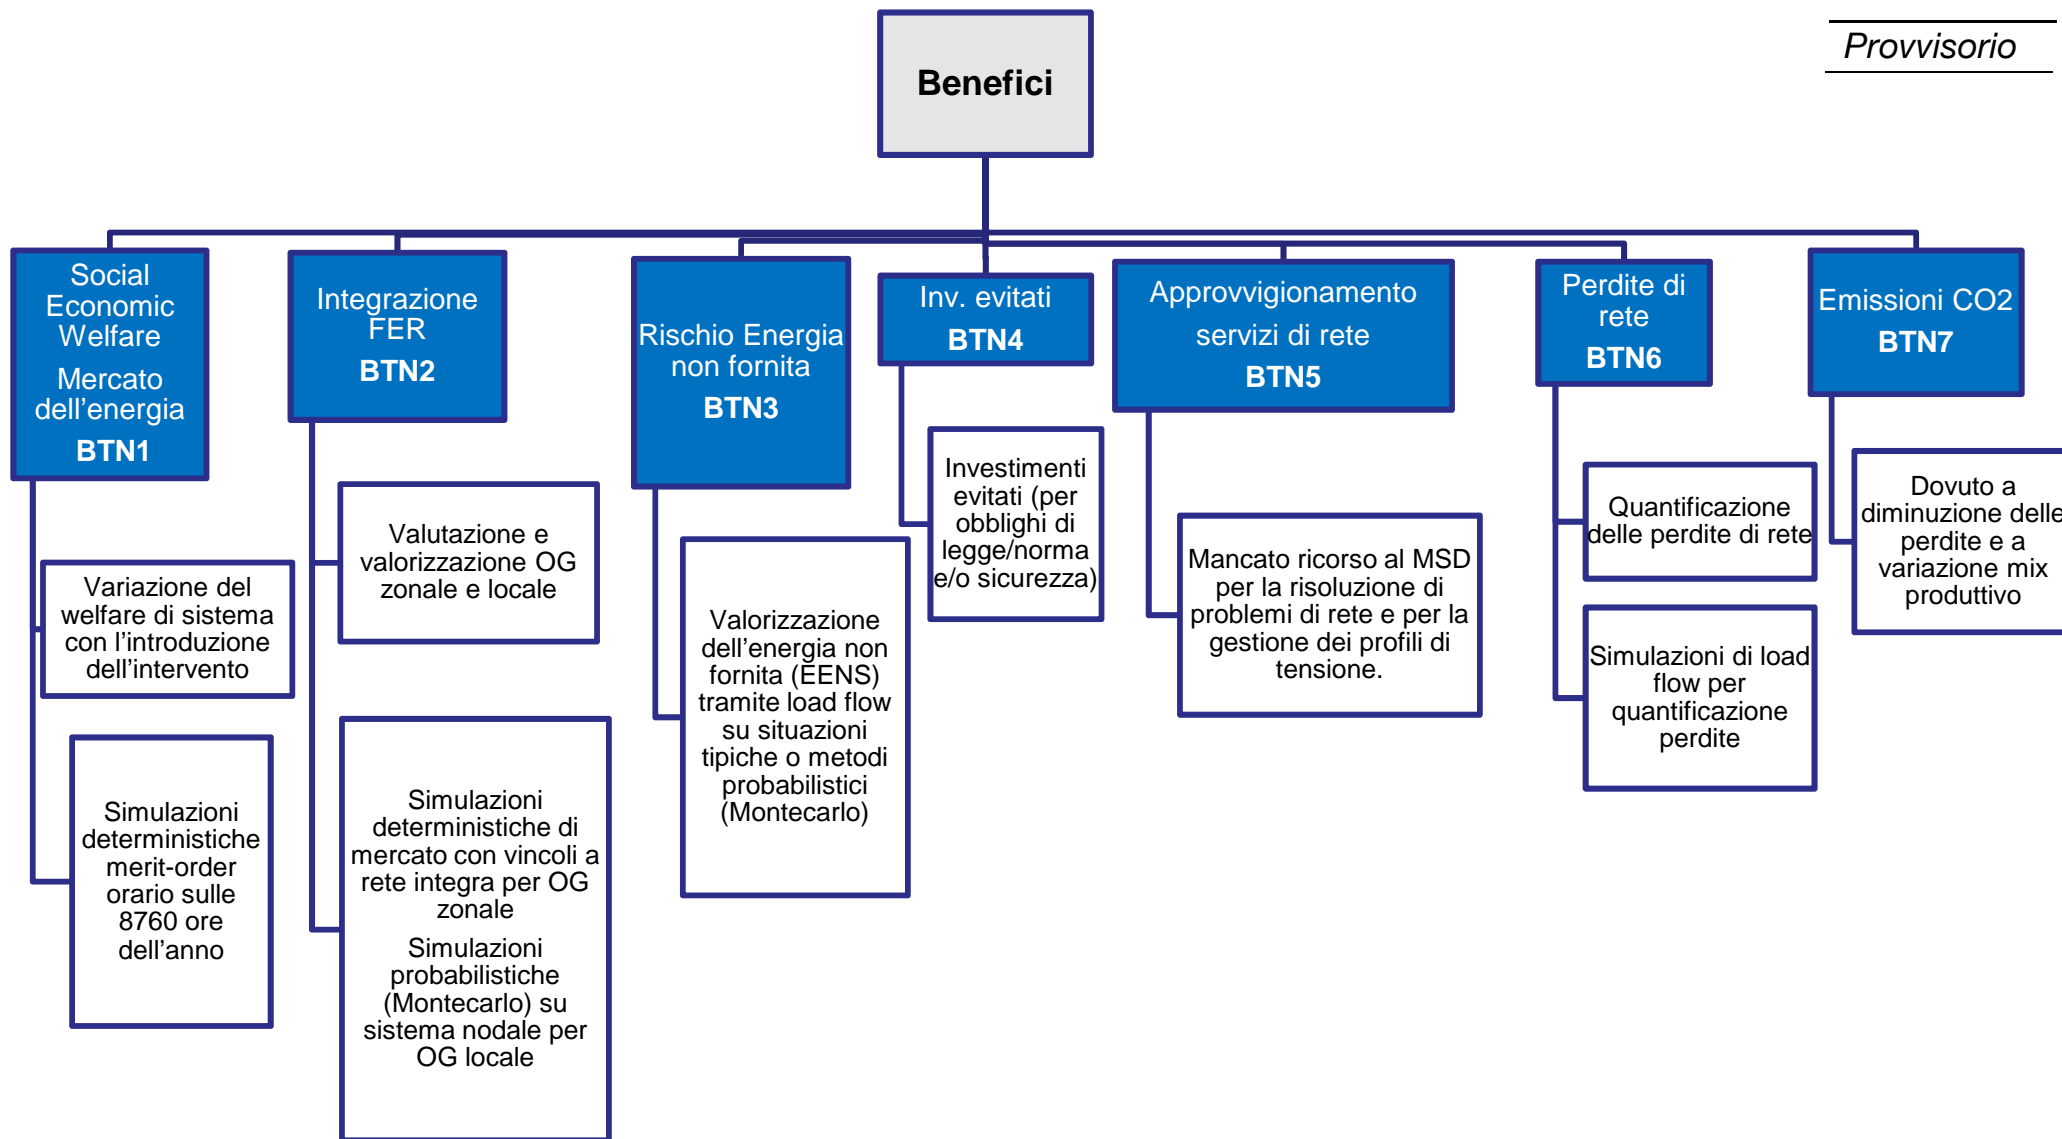 Provvisorio
Benefici
Social
Economic
Welfare
Mercato
dell'energia
BTN1
Variazione del
welfare di sistema
con l'introduzione
dell'intervento
Simulazioni
deterministiche
merit-order
orario sulle
8760 ore
dell'anno
Integrazione
FER
BTN2
Valutazione e
valorizzazione OG
zonale e locale
Simulazioni
deterministiche di
mercato con vincoli a
rete integra per OG
zonale
Simulazioni
probabilistiche
(Montecarlo) su
sistema nodale per
OG locale
Rischio Energia
non fornita
BTN3
Valorizzazione
dell'energia non
fornita (EENS)
tramite load flow
su situazioni
tipiche o metodi
probabilistici
(Montecarlo)
Inv. evitati
BTN4
Investimenti
evitati (per
obblighi di
legge/norma
e/o sicurezza)
Approvvigionamento
servizi di rete
BTN5
Mancato ricorso al MSD
per la risoluzione di
problemi di rete e per la
gestione dei profili di
tensione.
Perdite di
rete
BTN6
Quantificazione
delle perdite di rete
Simulazioni di load
flow per
quantificazione
perdite
Emissioni CO2
BTN7
Dovuto a
diminuzione delle
perdite e a
variazione mix
produttivo